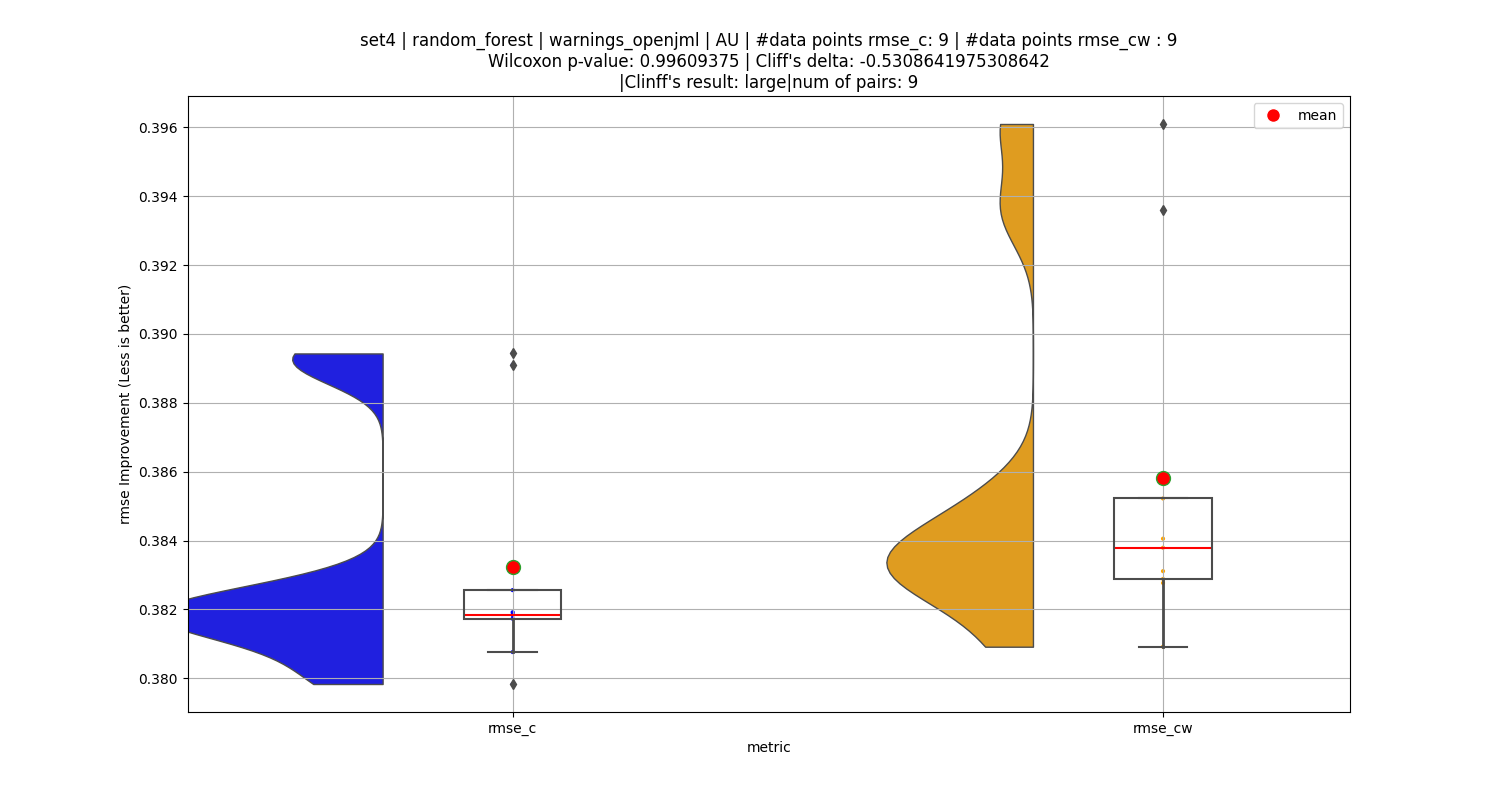 set4 | random_forest | warnings_openjml | AU | #data points rmse_c: 9 | #data points rmse_cw : 9
Wilcoxon p-value: 0.99609375 | Cliff's delta: -0.5308641975308642
|Clinff's result: large|num of pairs: 9
mean
rmse Improvement (Less is better)
0.396
0.394
0.392
0.390
0.388
0.386
0.384
0.382
0.380
rmse_c
rmse_cw
metric